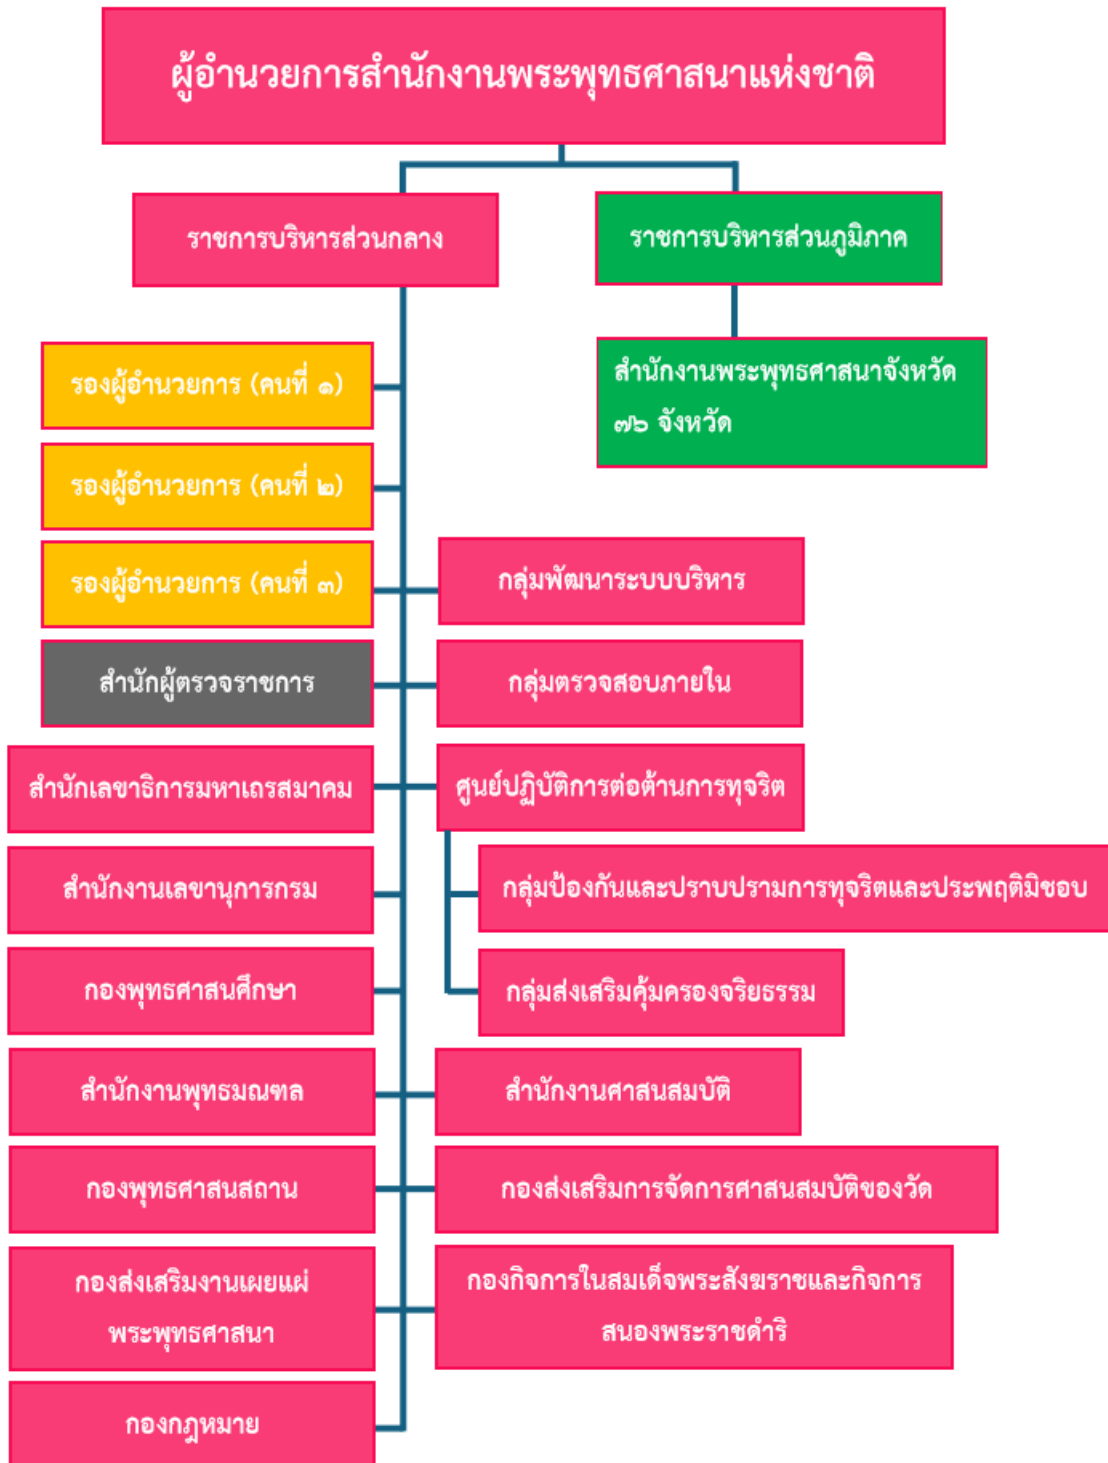 ผู้อำนวยการสำนักงานพระพุทธศาสนาแห่งชาติ
ราชการบริหารส่วนกลาง
ราชการบริหารส่วนภูมิภาค
รองผู้อำนวยการ (คนที่ ๑)
สำนักงานพระพุทธศาสนาจังหวัด
๗๖ จังหวัด
รองผู้อำนวยการ (คนที่ ๒)
รองผู้อำนวยการ (คนที่ ๓)
กลุ่มพัฒนาระบบบริหาร
สำนักผู้ตรวจราชการ
กลุ่มตรวจสอบภายใน
สำนักเลขาธิการมหาเถรสมาคม
ศูนย์ปฏิบัติการต่อต้านการทุจริต
สำนักงานเลขานุการกรม
กลุ่มป้องกันและปราบปรามการทุจริตและประพฤติมิชอบ
กองพุทธศาสนศึกษา
กลุ่มส่งเสริมคุ้มครองจริยธรรม
สำนักงานพุทธมณฑล
สำนักงานศาสนสมบัติ
กองพุทธศาสนสถาน
กองส่งเสริมการจัดการศาสนสมบัติของวัด
กองส่งเสริมงานเผยแผ่
พระพุทธศาสนา
กองกิจการในสมเด็จพระสังฆราชและกิจการ
สนองพระราชดำริ
กองกฎหมาย